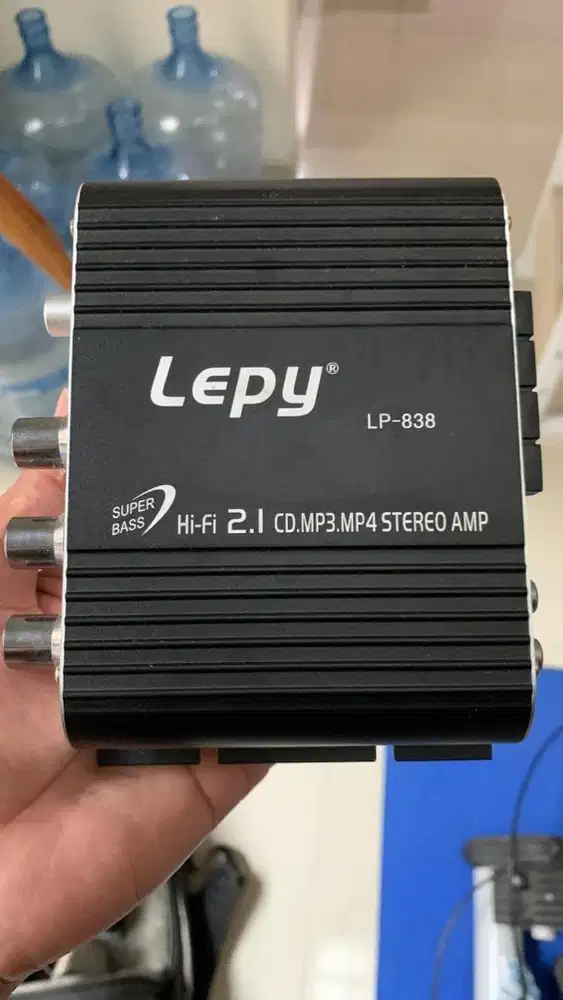 Lepy®
LP-838
SUPER
BASS
Hi-Fi 2.1 CD.MP3.MP4 STEREO AMP